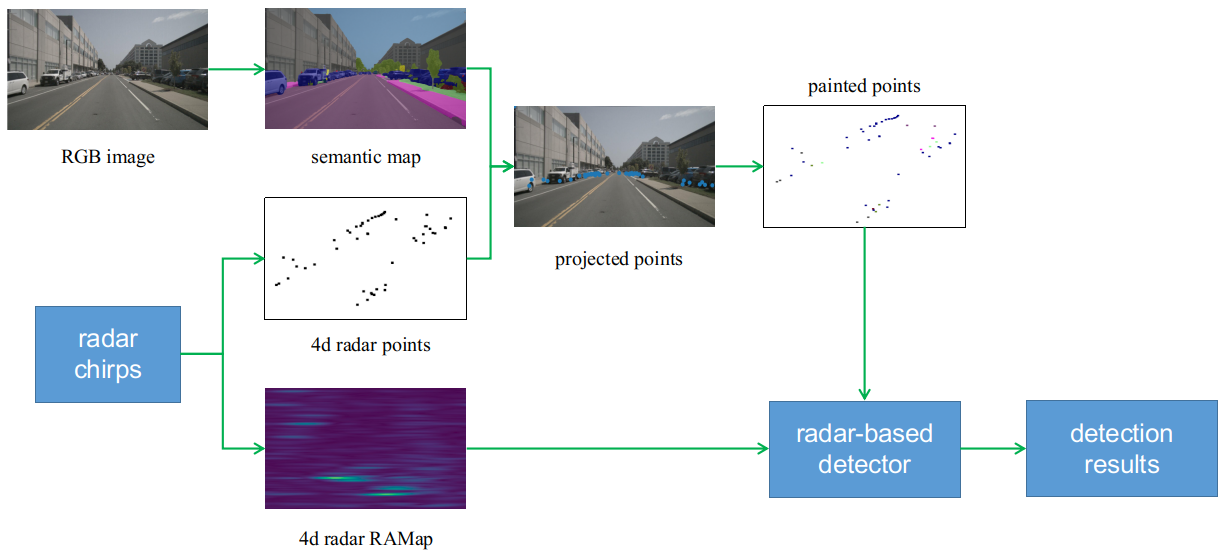 RGB image
semantic map
painted points
projected points
4d radar points
radar
chirps
4d radar RAMap
radar-based
detector
detection
results